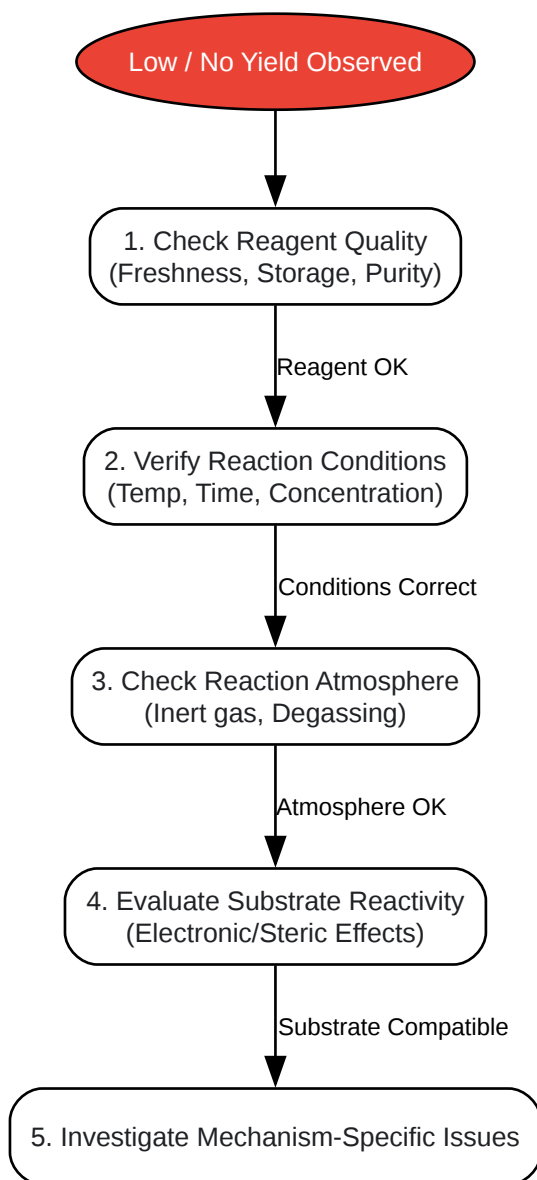 Low / No Yield Observed
1. Check Reagent Quality
(Freshness, Storage, Purity)
Reagent OK
2. Verify Reaction Conditions
(Temp, Time, Concentration)
Conditions Correct
3. Check Reaction Atmosphere
(Inert gas, Degassing)
Atmosphere OK
4. Evaluate Substrate Reactivity
(Electronic/Steric Effects)
Substrate Compatible
5. Investigate Mechanism-Specific Issues